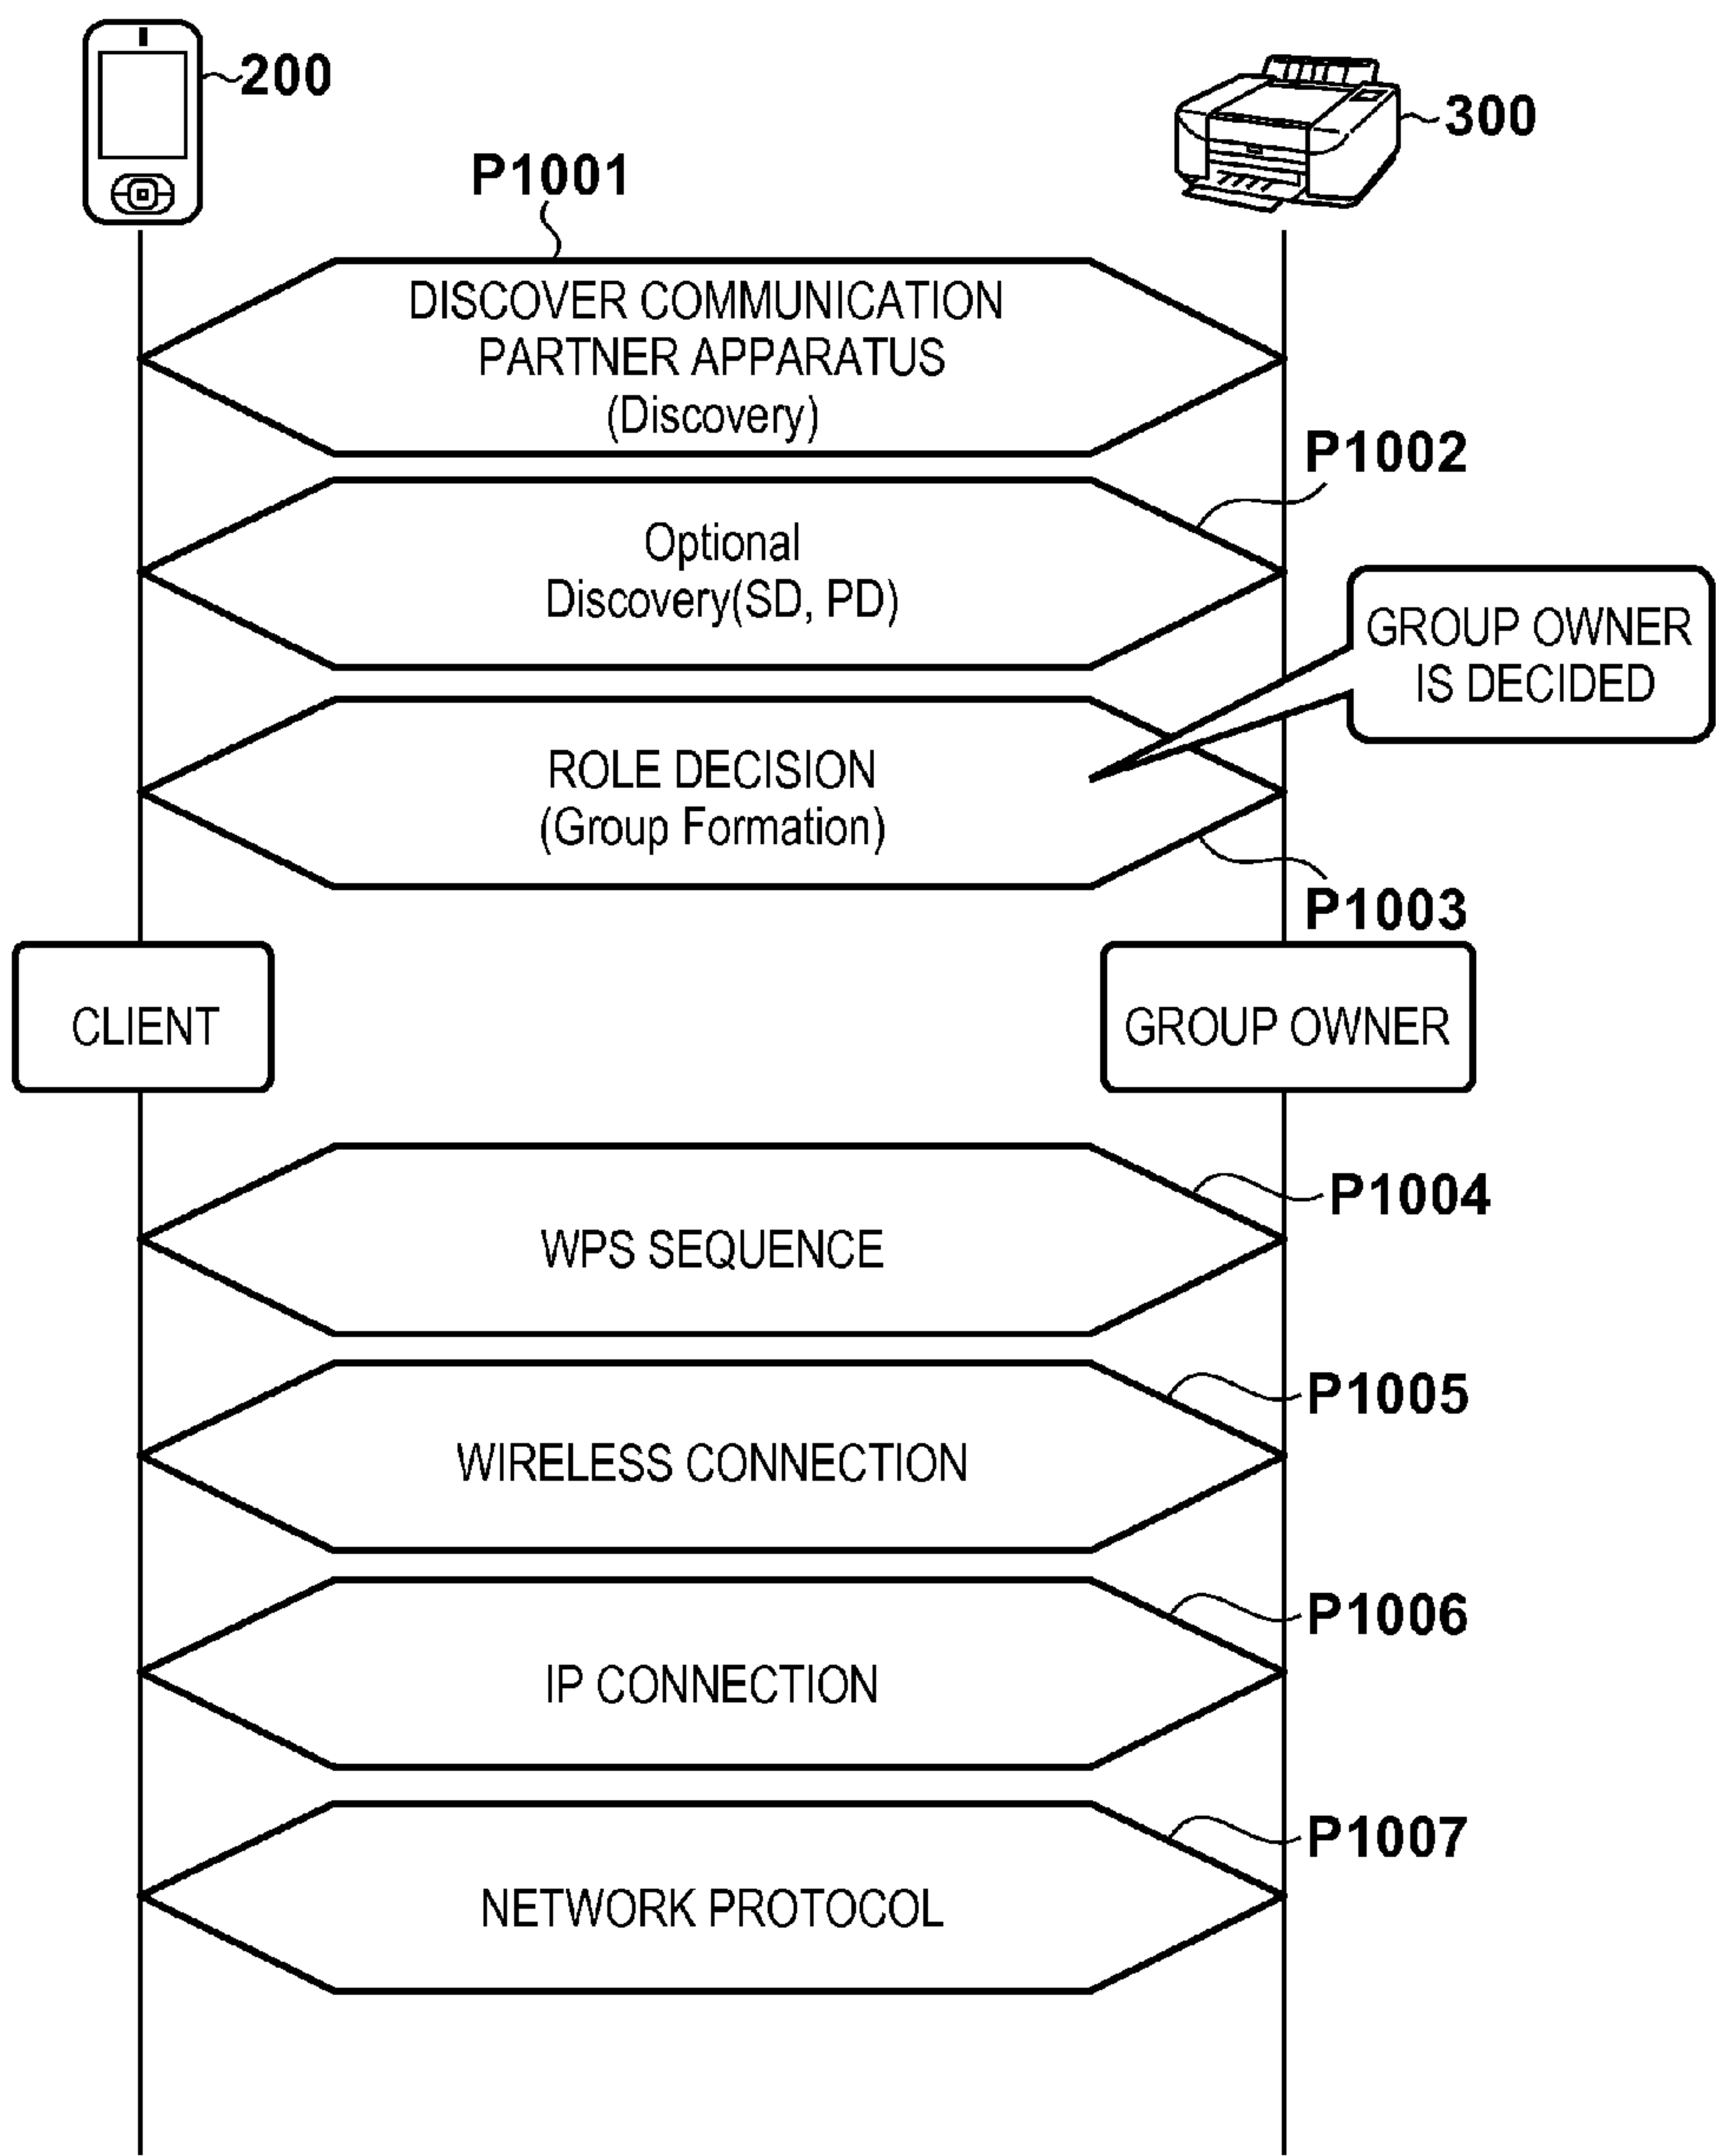 200
300
P1001
DISCOVER COMMUNICATION
PARTNER APPARATUS
(Discovery)
P1002
Optional
Discovery(SD, PD)
GROUP OWNER
IS DECIDED
ROLE DECISION
(Group Formation)
P1003
CLIENT
GROUP OWNER
P1004
WPS SEQUENCE
P1005
WIRELESS CONNECTION
P1006
IP CONNECTION
P1007
NETWORK PROTOCOL